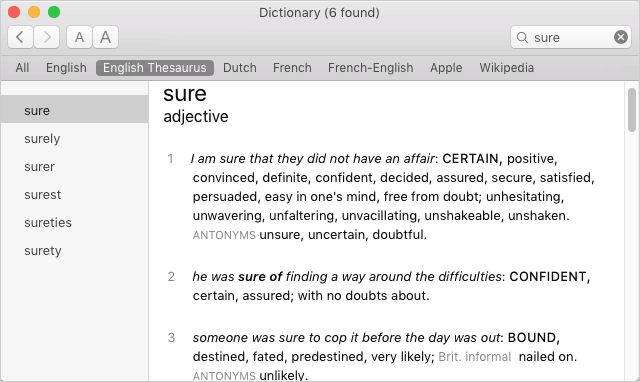 Dictionary (6 found)
A A
sure
All English English Thesaurus Dutch French French-English Apple Wikipedia
sure
surely
surer
surest
sureties
surety
sure
adjective
1 I am sure that they did not have an affair: CERTAIN, positive,
convinced, definite, confident, decided, assured, secure, satisfied,
persuaded, easy in one's mind, free from doubt; unhesitating,
unwavering, unfaltering, unvacillating, unshakeable, unshaken.
ANTONYMS unsure, uncertain, doubtful.
2 he was sure of finding a way around the difficulties: CONFIDENT,
certain, assured; with no doubts about.
3 someone was sure to cop it before the day was out: BOUND,
destined, fated, predestined, very likely; Brit. informal nailed on.
ANTONYMS unlikely.